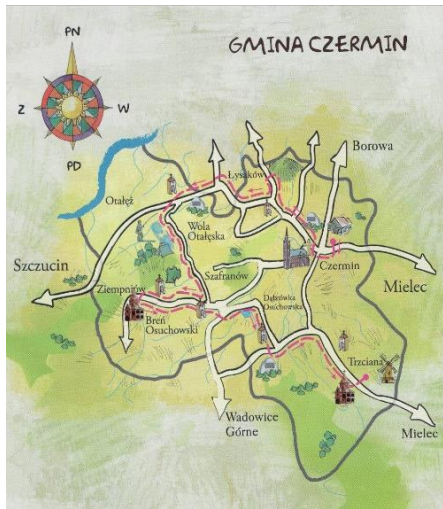 PN
GMINA CZERMIN
Z
W
PD
Borowa
Łysaków
Otałęż
Wola
Otałęska
Szczucin
Szafranów
Czermin
Ziempniów
Mielec
Dąbrówka
Osuchowska
Breń
Osuchowski
Trzciana
Wadowice
Górne
Mielec